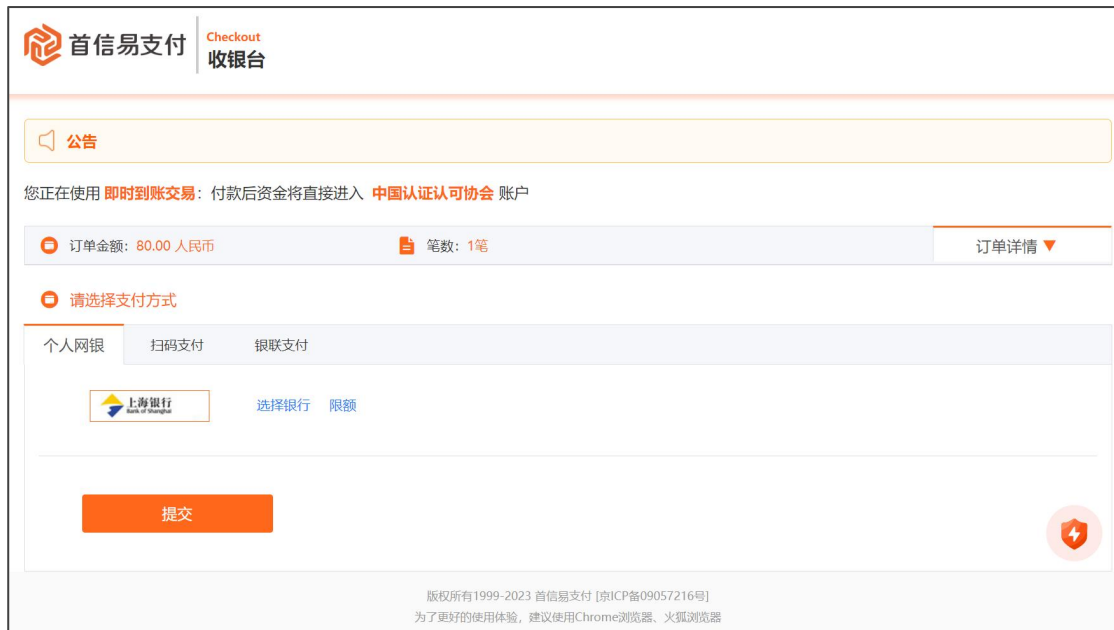 首信易支付
Checkout
收银台
公告
您正在使用 即时到账交易：付款后资金将直接进入 中国认证认可协会 账户
订单金额：80.00 人民币 笔数：1笔 订单详情▼
请选择支付方式
个人网银 扫码支付 银联支付
上海银行 选择银行 限额
Bank of Shanghai
提交
版权所有1999-2023 首信易支付 [京ICP备09057216号]
为了更好的使用体验，建议使用Chrome浏览器、火狐浏览器